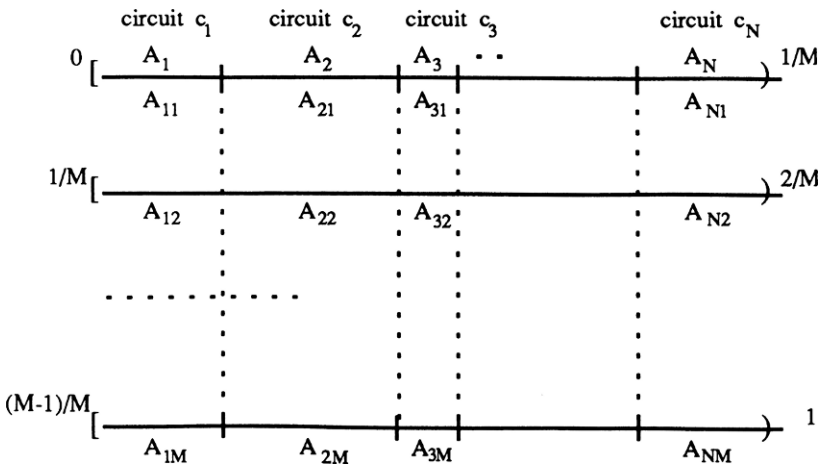 circuit c1 circuit c2 circuit c3 circuit cN
0 [ A1 A2 A3 · · AN ) 1/M
A11 A21 A31 AN1
1/M [ ) 2/M
A12 A22 A32 AN2
(M-1)/M [ ) 1
A1M A2M A3M ANM